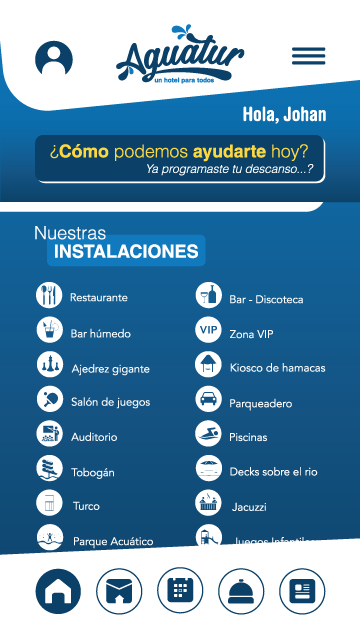 Aguatur
un hotel para todos
Hola, Johan
¿Cómo podemos ayudarte hoy?
Ya programaste tu descanso...?
Nuestras
INSTALACIONES
Restaurante
Bar húmedo
Ajedrez gigante
Salón de juegos
Auditorio
Tobogán
Turco
Parque Acuático
Bar - Discoteca
VIP
Zona VIP
Kiosco de hamacas
Parqueadero
Piscinas
Decks sobre el rio
Jacuzzi
Juegos Infantiles